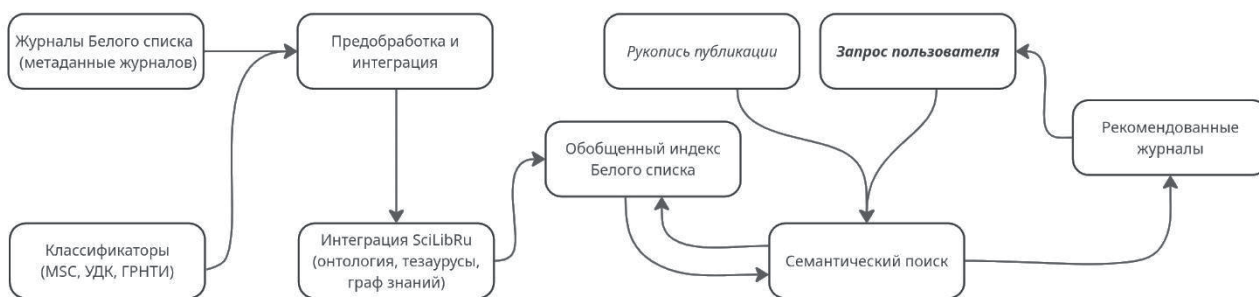 Журналы Белого списка
(метаданные журналов)
Предобработка и
интеграция
Рукопись публикации
Запрос пользователя
Рекомендованные
журналы
Обобщенный индекс
Белого списка
Классификаторы
(MSC, УДК, ГРНТИ)
Интеграция SciLibRu
(онтология, тезаурусы,
граф знаний)
Семантический поиск